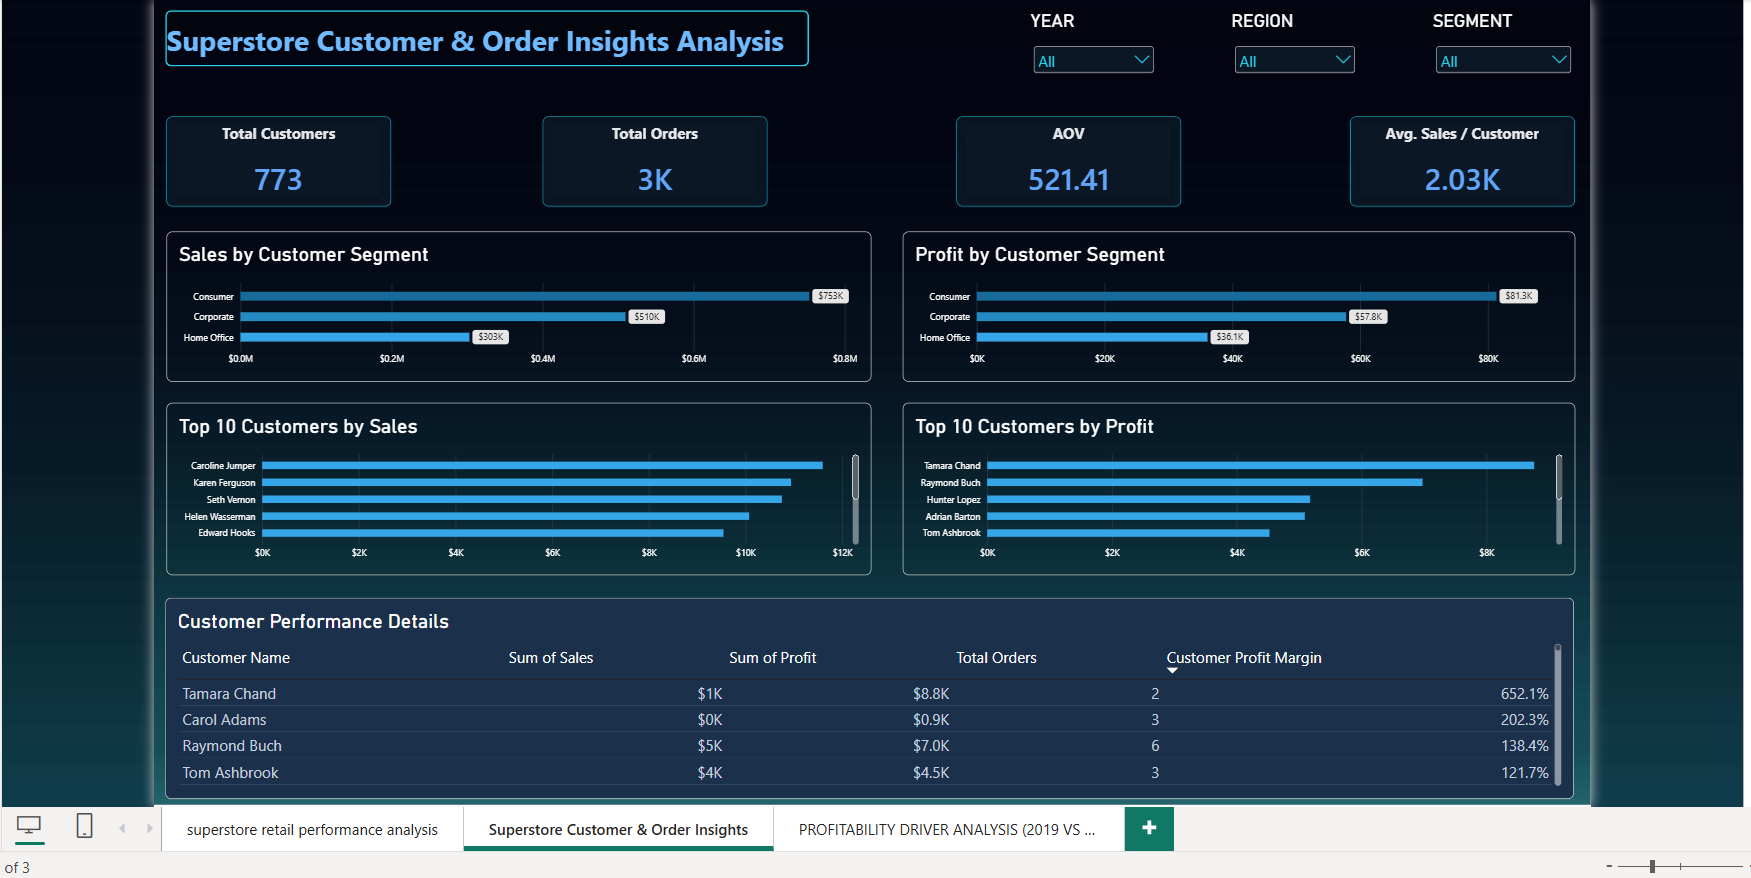 Superstore Customer & Order Insights Analysis
YEAR
All
REGION
All
SEGMENT
All
Total Customers
773
Total Orders
3K
AOV
521.41
Avg. Sales / Customer
2.03K
Sales by Customer Segment
Consumer
$753K
Corporate
$510K
Home Office
$303K
$0.0M $0.2M $0.4M $0.6M $0.8M
Profit by Customer Segment
Consumer
$81.3K
Corporate
$57.8K
Home Office
$36.1K
$0K $20K $40K $60K $80K
Top 10 Customers by Sales
Caroline Jumper
Karen Ferguson
Seth Vernon
Helen Wasserman
Edward Hooks
$0K $2K $4K $6K $8K $10K $12K
Top 10 Customers by Profit
Tamara Chand
Raymond Buch
Hunter Lopez
Adrian Barton
Tom Ashbrook
$0K $2K $4K $6K $8K
Customer Performance Details
Customer Name Sum of Sales Sum of Profit Total Orders Customer Profit Margin
Tamara Chand $1K $8.8K 2 652.1%
Carol Adams $0K $0.9K 3 202.3%
Raymond Buch $5K $7.0K 6 138.4%
Tom Ashbrook $4K $4.5K 3 121.7%
superstore retail performance analysis
Superstore Customer & Order Insights
PROFITABILITY DRIVER ANALYSIS (2019 VS ...
of 3